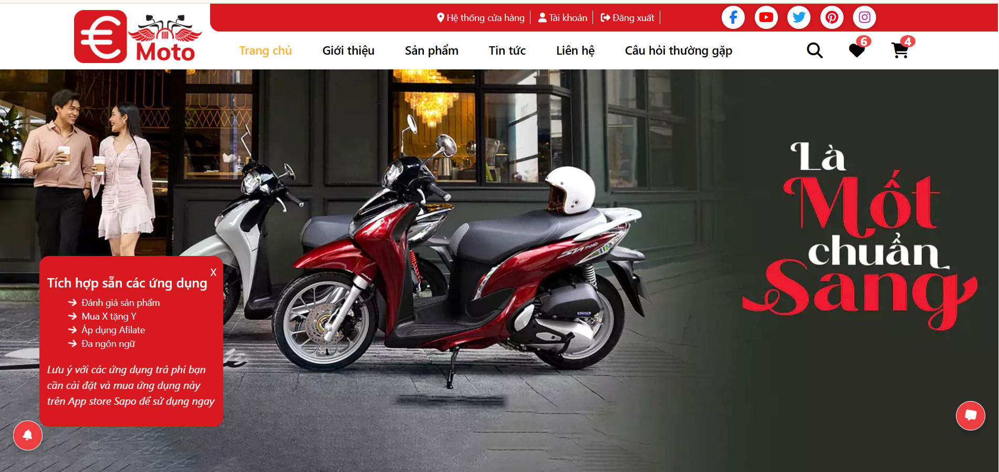 Hệ thống cửa hàng
Tài khoản
Đăng xuất
€ Moto
Trang chủ
Giới thiệu
Sản phẩm
Tin tức
Liên hệ
Câu hỏi thường gặp
6
4
Là
Mốt
chuẩn
Sang
X
Tích hợp sẵn các ứng dụng
Đánh giá sản phẩm
Mua X tặng Y
Áp dụng Afilate
Đa ngôn ngữ
Lưu ý với các ứng dụng trả phí bạn
cần cài đặt và mua ứng dụng này
trên App store Sapo để sử dụng ngay